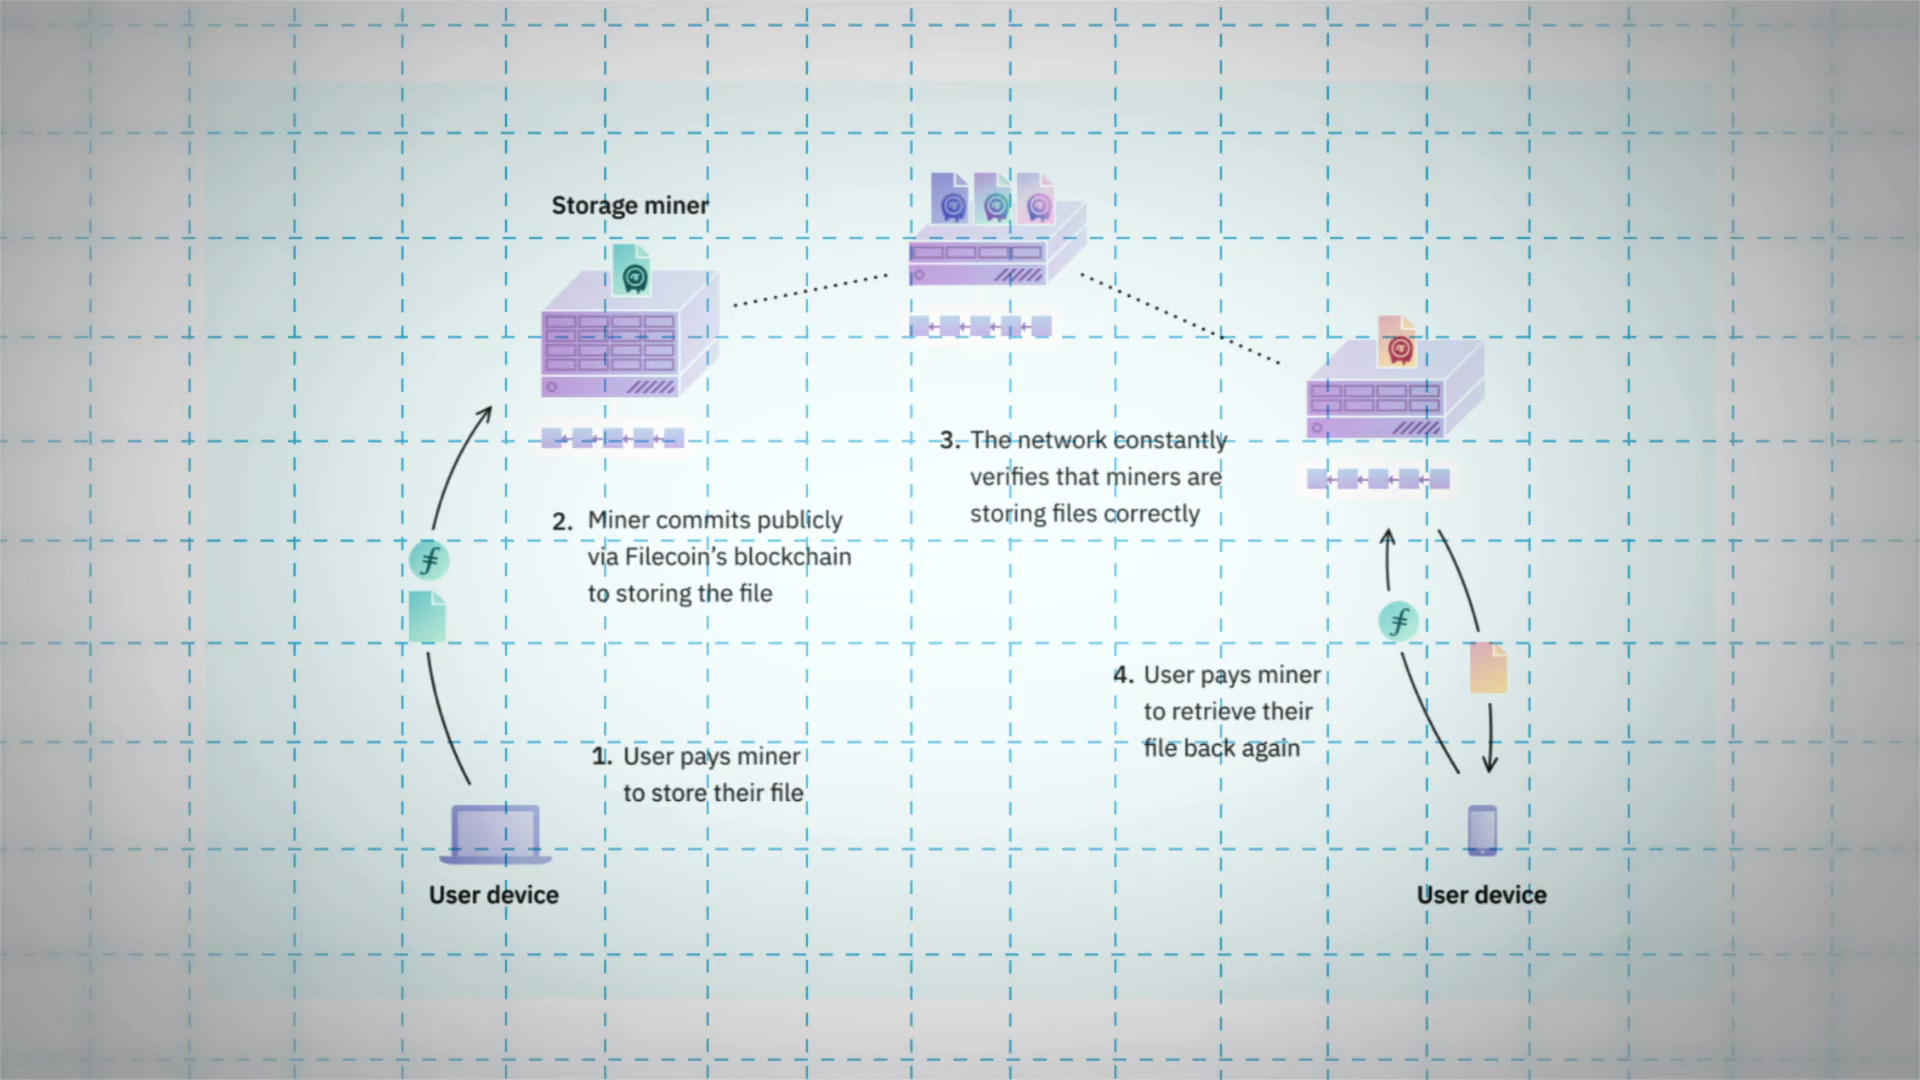 Storage miner
3. The network constantly
verifies that miners are
storing files correctly
2. Miner commits publicly
via Filecoin’s blockchain
to storing the file
4. User pays miner
to retrieve their
file back again
1. User pays miner
to store their file
User device
User device